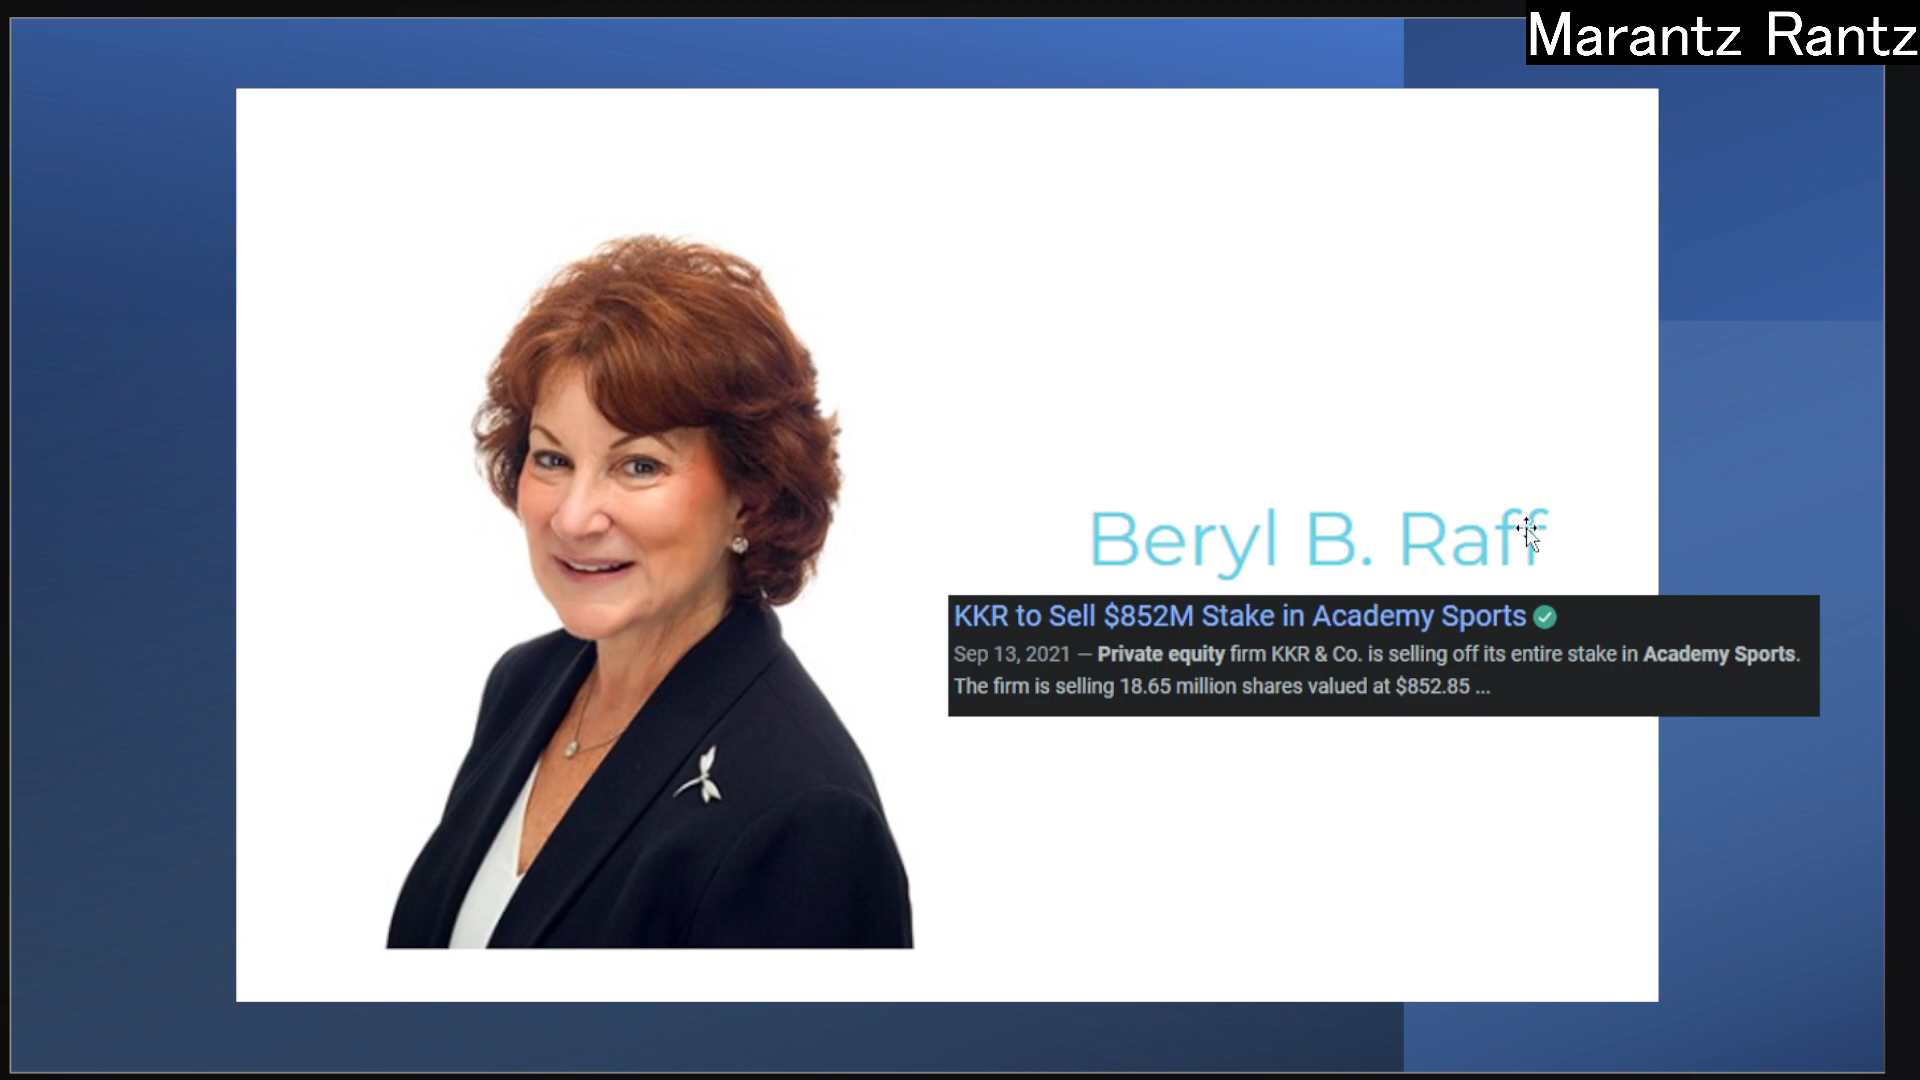 Marantz Rantz
Beryl B. Raff
KKR to Sell $852M Stake in Academy Sports
Sep 13, 2021 — Private equity firm KKR & Co. is selling off its entire stake in Academy Sports.
The firm is selling 18.65 million shares valued at $852.85 ...